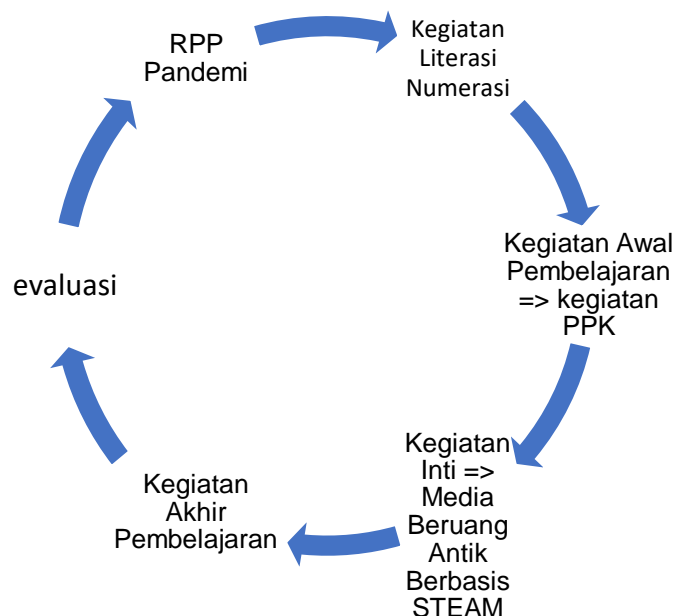 RPP
Pandemi
Kegiatan
Literasi
Numerasi
Kegiatan Awal
Pembelajaran
=> kegiatan
PPK
Kegiatan
Inti =>
Media
Beruang
Antik
Berbasis
STEAM
Kegiatan
Akhir
Pembelajaran
evaluasi